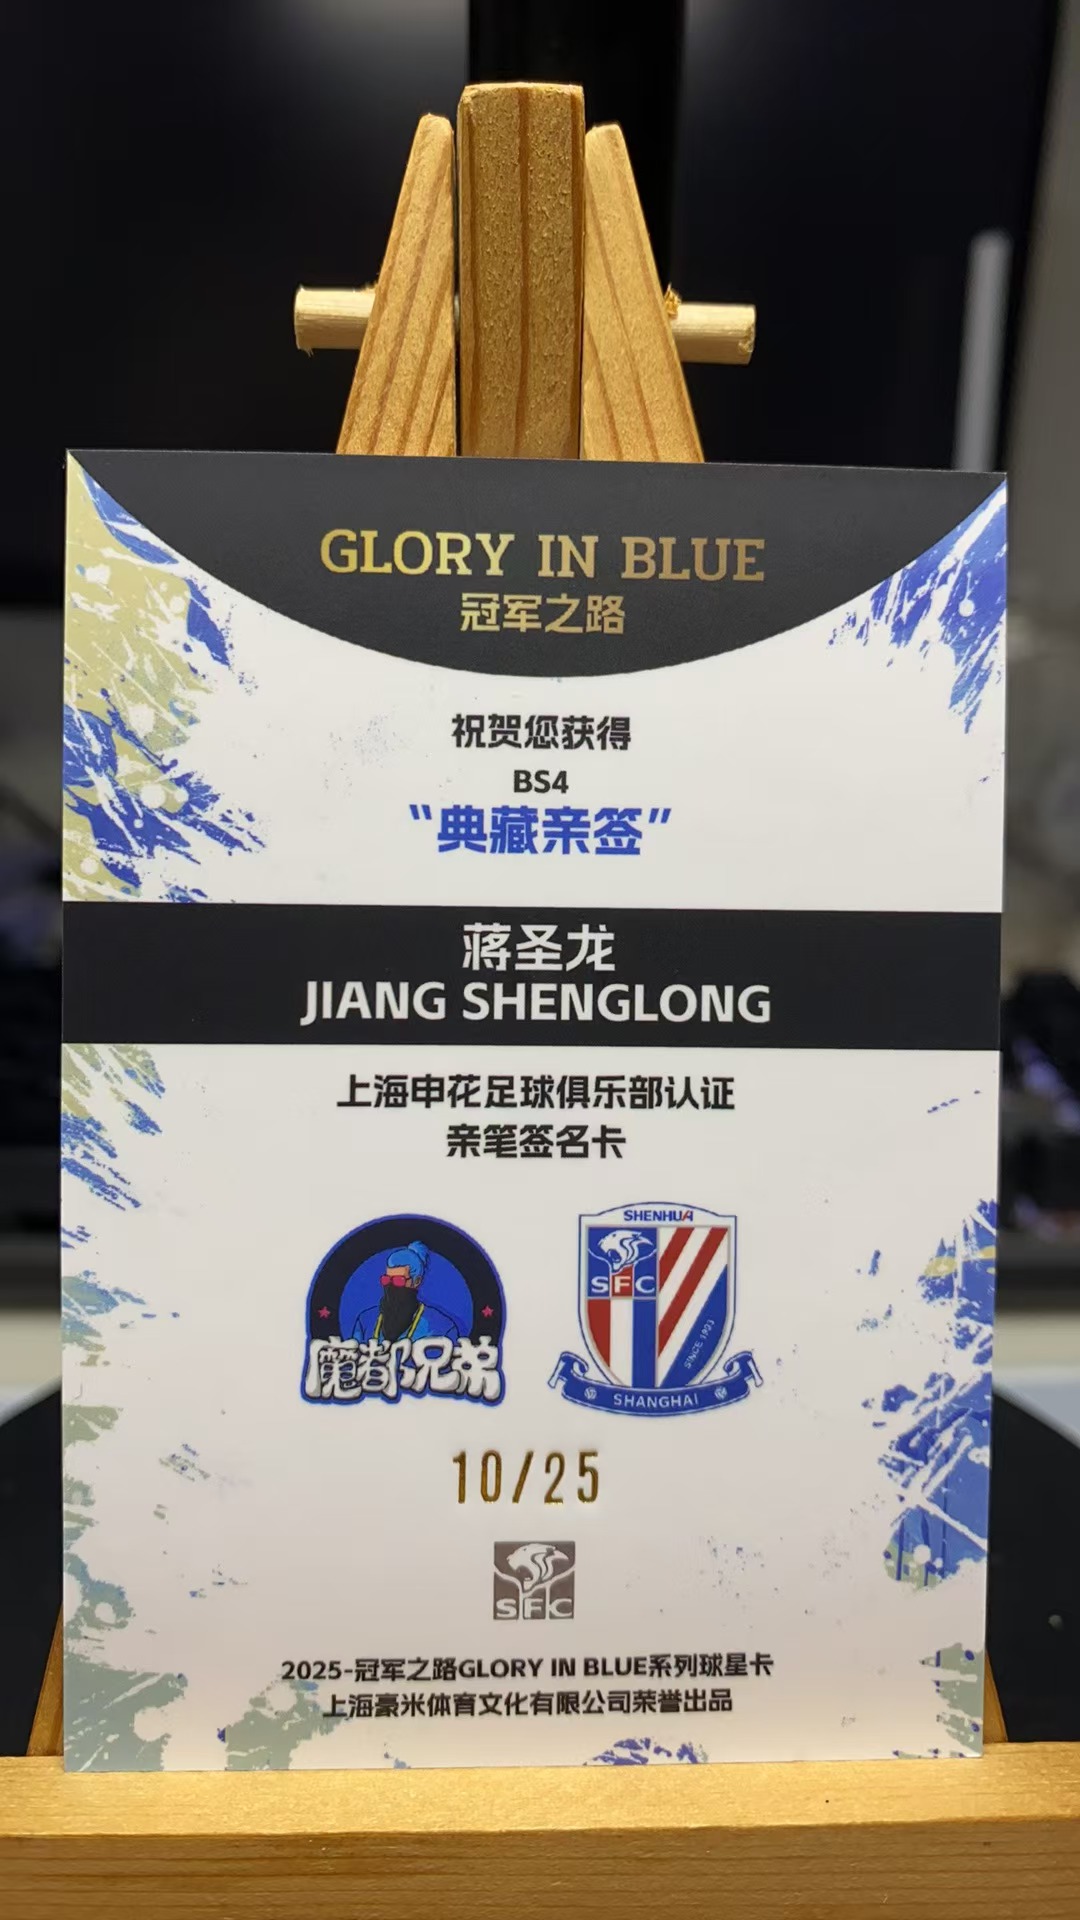 GLORY IN BLUE
冠军之路
祝贺您获得
BS4
“典藏亲签”
蒋圣龙
JIANG SHENGLONG
上海申花足球俱乐部认证
亲笔签名卡
魔都兄弟
SHENHUA
SFC
SINCE 1993
SHANGHAI
10/25
SFC
2025-冠军之路GLORY IN BLUE系列球星卡
上海豪米体育文化有限公司荣誉出品